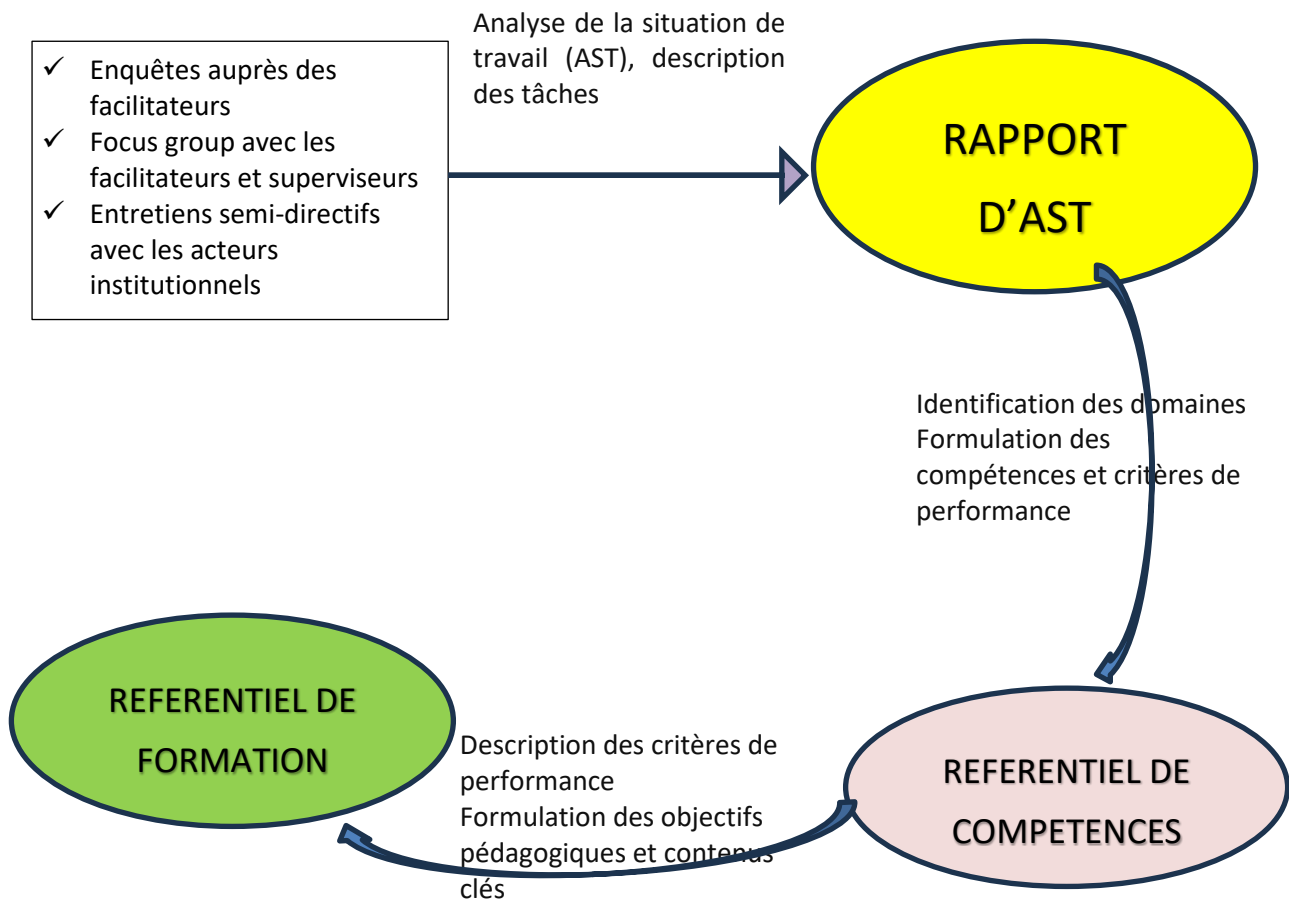 Analyse de la situation de
travail (AST), description
des tâches
✓ Enquêtes auprès des
facilitateurs
✓ Focus group avec les
facilitateurs et superviseurs
✓ Entretiens semi-directifs
avec les acteurs
institutionnels
RAPPORT
D’AST
Identification des domaines
Formulation des
compétences et critères de
performance
REFERENTIEL DE
FORMATION
Description des critères de
performance
Formulation des objectifs
pédagogiques et contenus
clés
REFERENTIEL DE
COMPETENCES